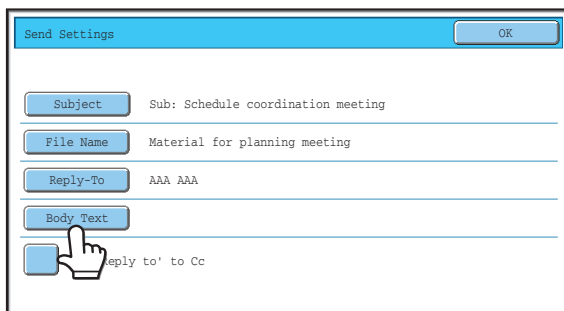 Send Settings
OK
Subject
Sub: Schedule coordination meeting
File Name
Material for planning meeting
Reply-To
AAA AAA
Body Text
to' to Cc